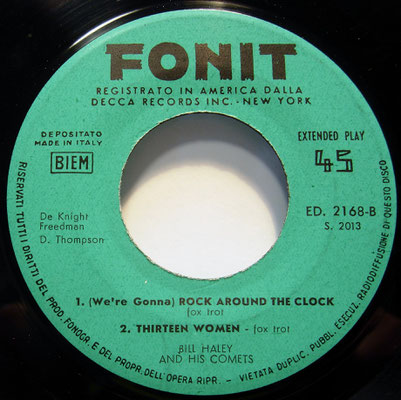 FONIT
REGISTRATO IN AMERICA DALLA
DECCA RECORDS INC. - NEW YORK
DEPOSITATO
MADE IN ITALY
BIEM
EXTENDED PLAY
45
ED. 2168-B
S. 2013
De Knight
Freedman
D. Thompson
1. (We're Gonna) ROCK AROUND THE CLOCK
fox trot
2. THIRTEEN WOMEN - fox trot
BILL HALEY
AND HIS COMETS
RISERVATI TUTTI I DIRITTI DEL PROD. FONOGR. E DEL PROPR. DELL'OPERA RIPR. - VIETATA DUPLIC. PUBBL. ESECUZ. RADIODIFFUSIONE DI QUESTO DISCO